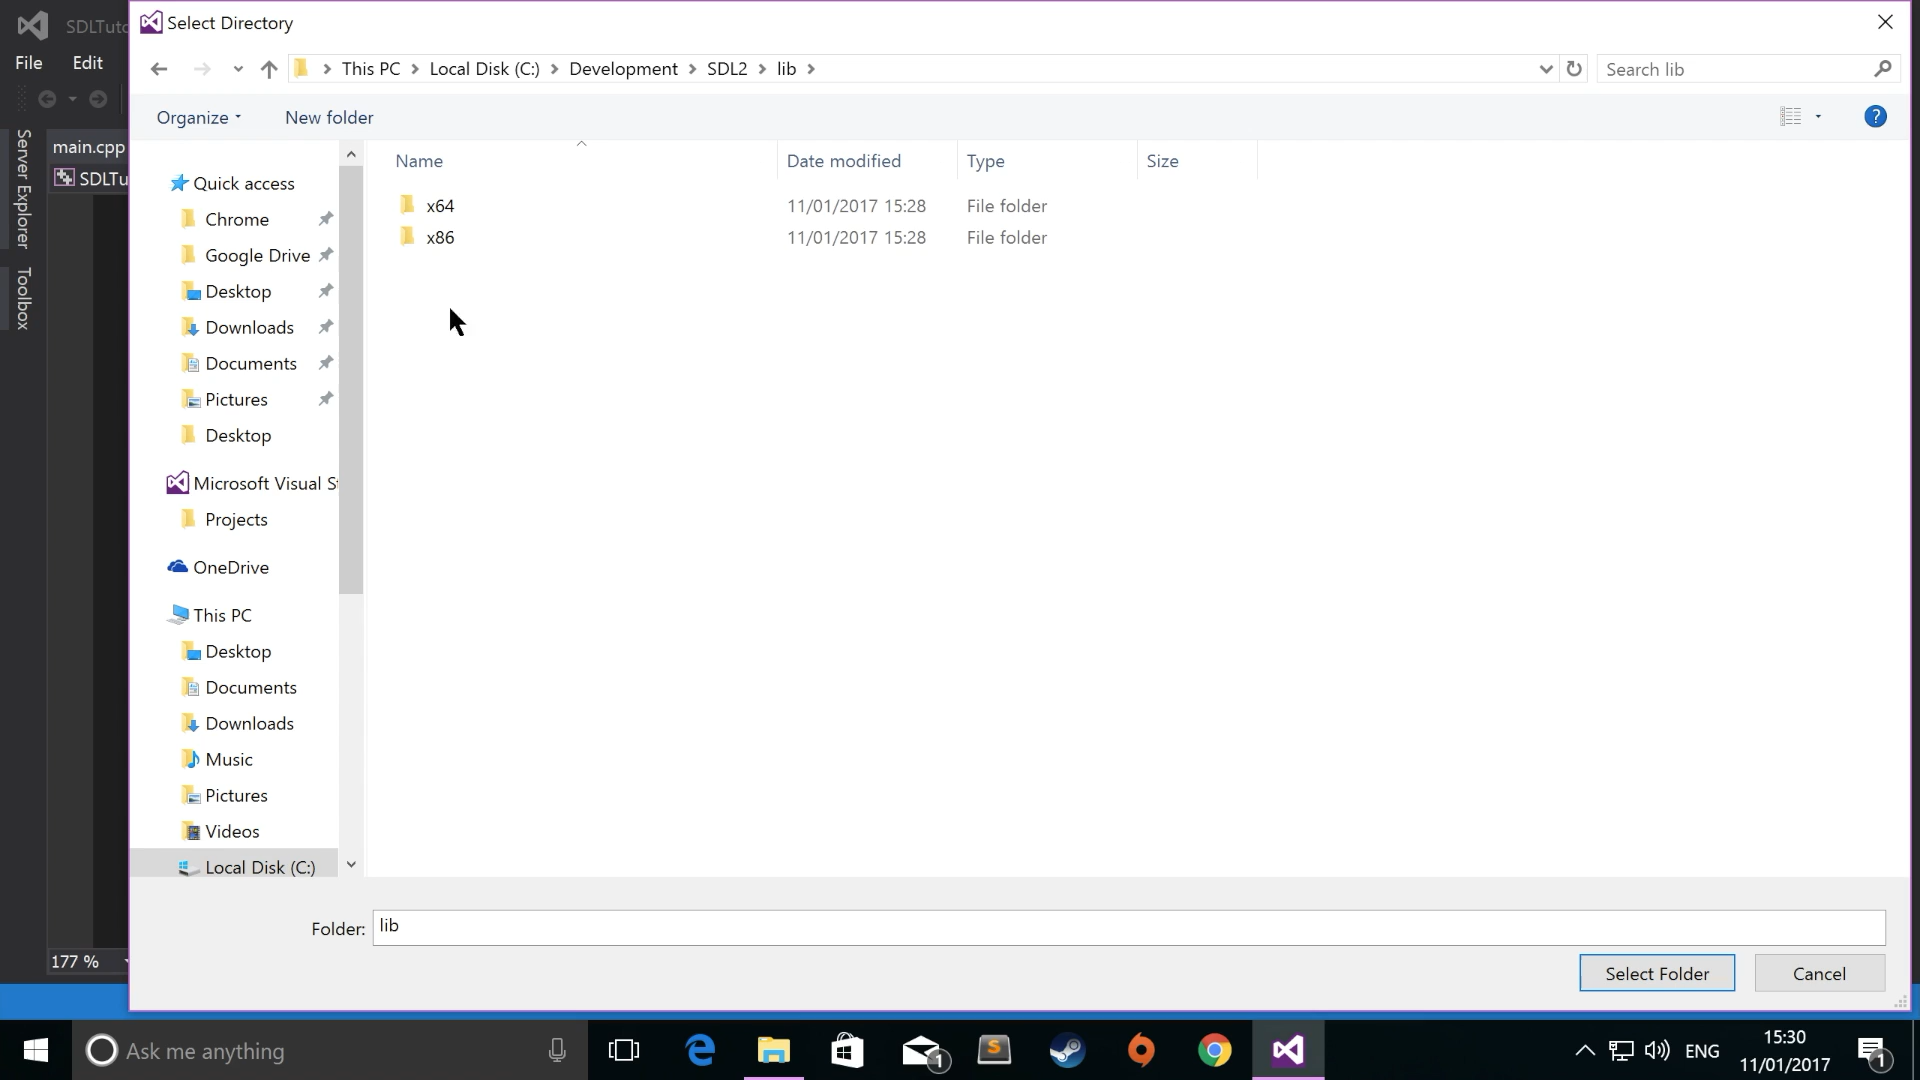 SDLTuto
Select Directory
File Edit
This PC > Local Disk (C:) > Development > SDL2 > lib >
Search lib
Organize
New folder
?
Server Explorer
Toolbox
main.cpp
SDLTu
Name
Date modified
Type
Size
x64 11/01/2017 15:28 File folder
x86 11/01/2017 15:28 File folder
Quick access
Chrome
Google Drive
Desktop
Downloads
Documents
Pictures
Desktop
Microsoft Visual St
Projects
OneDrive
This PC
Desktop
Documents
Downloads
Music
Pictures
Videos
Local Disk (C:)
Folder: lib
177 %
Select Folder
Cancel
Ask me anything
1
S
ENG
15:30
11/01/2017
1